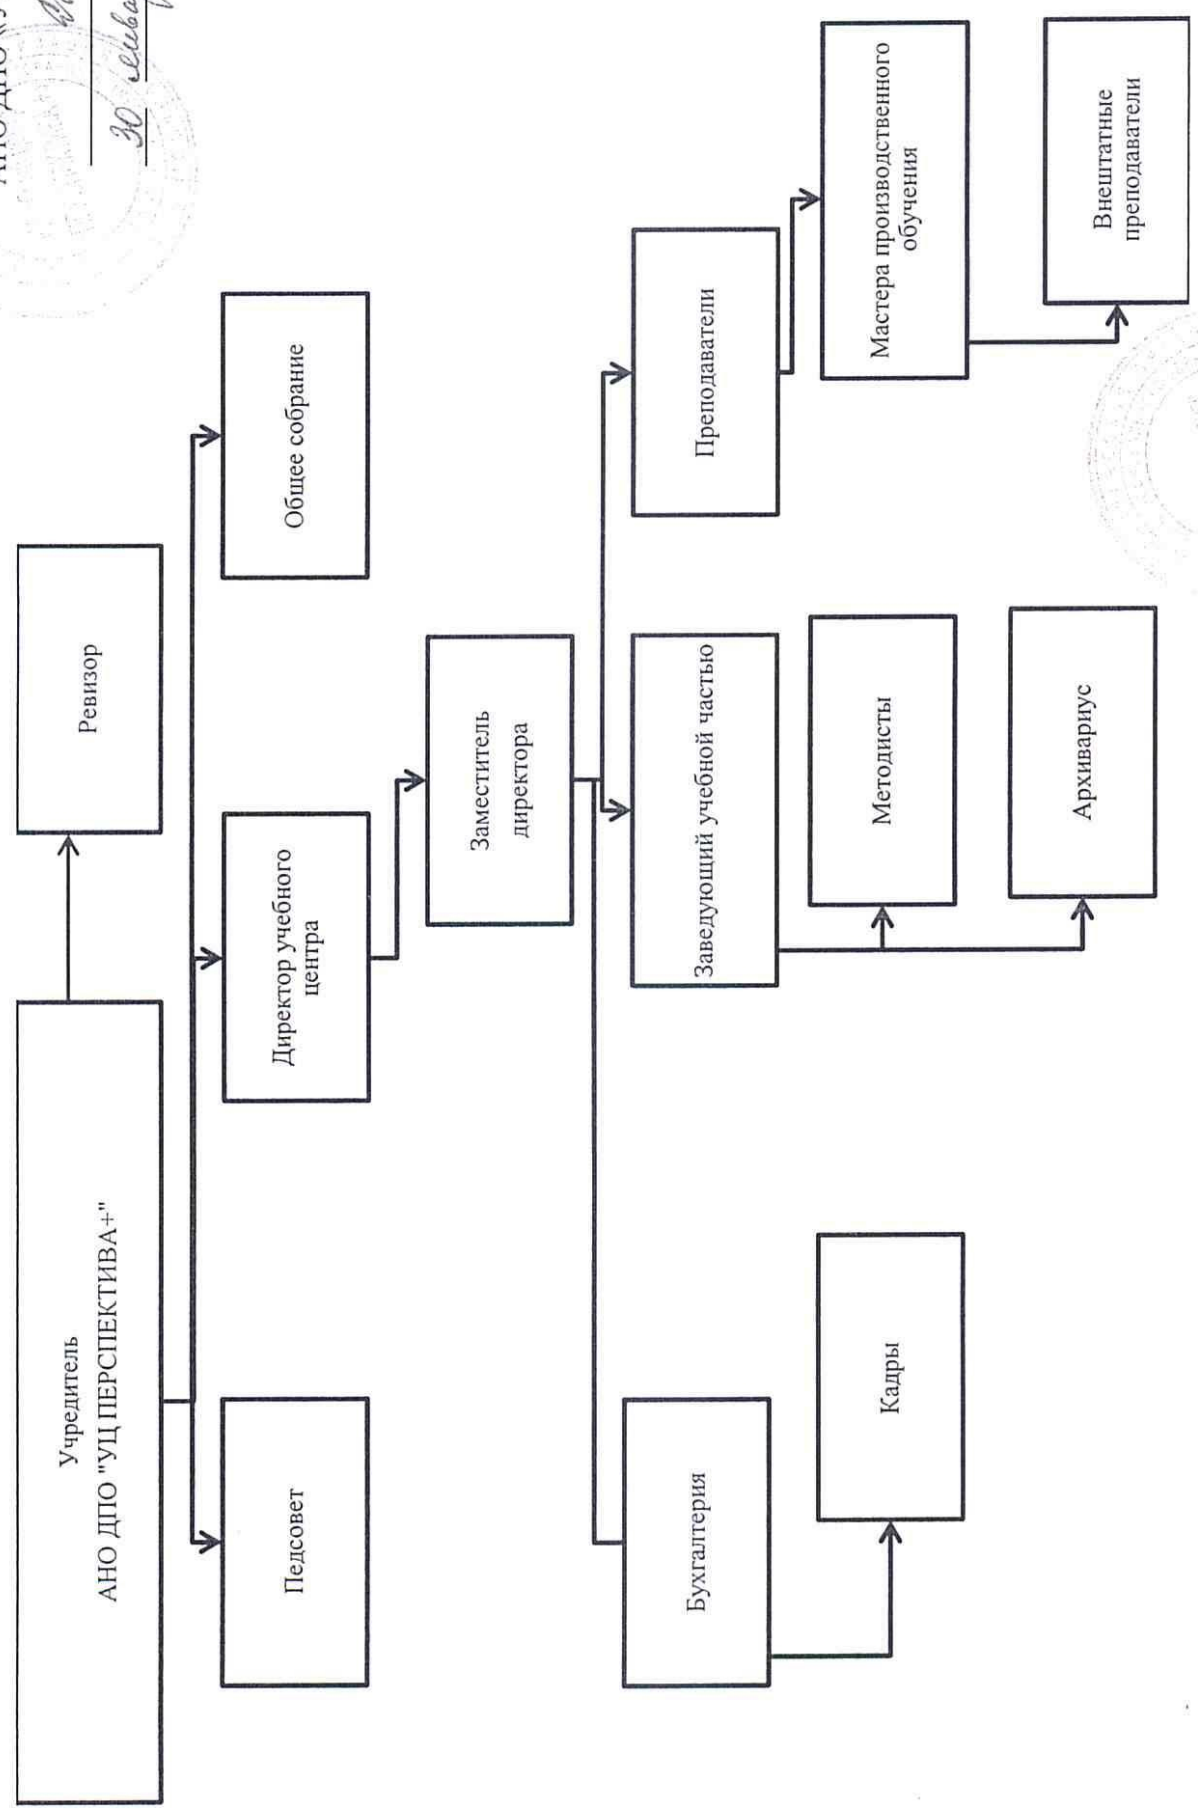 АНО ДПО
30 января
Учредитель
АНО ДПО "УЦ ПЕРСПЕКТИВА+"
Ревизор
Педсовет
Директор учебного
центра
Общее собрание
Заместитель
директора
Бухгалтерия
Заведующий учебной частью
Преподаватели
Кадры
Методисты
Мастера производственного
обучения
Архивариус
Внештатные
преподаватели